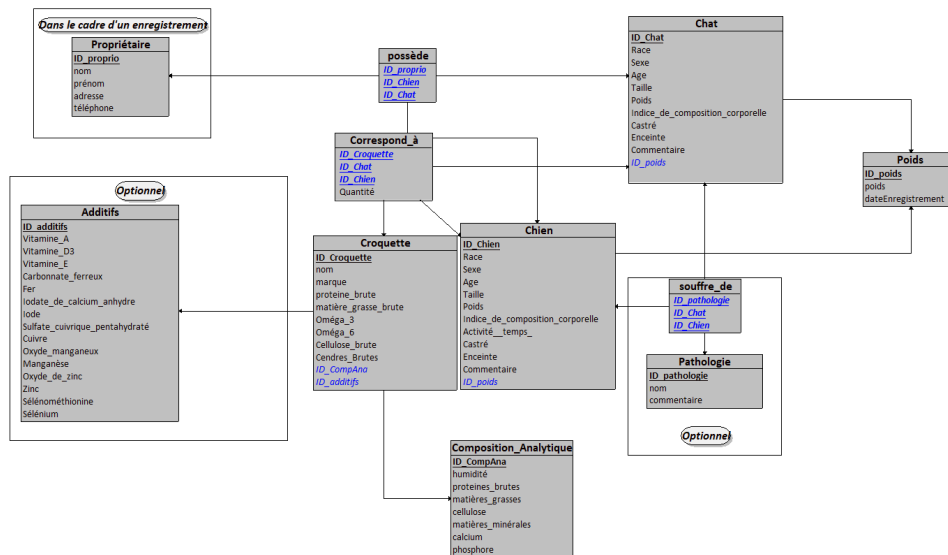 Dans le cadre d'un enregistrement
Propriétaire
ID_proprio
nom
prénom
adresse
téléphone
possède
ID_proprio
ID_Chien
ID_Chat
Chat
ID_Chat
Race
Sexe
Age
Taille
Poids
Indice_de_composition_corporelle
Castré
Enceinte
Commentaire
ID_poids
Correspond_à
ID_Croquette
ID_Chat
ID_Chien
Quantité
Poids
ID_poids
poids
dateEnregistrement
Optionnel
Additifs
ID_additifs
Vitamine_A
Vitamine_D3
Vitamine_E
Carbonnate_ferreux
Fer
Iodate_de_calcium_anhydre
Iode
Sulfate_cuivrique_pentahydraté
Cuivre
Oxyde_manganeux
Manganèse
Oxyde_de_zinc
Zinc
Sélénométhionine
Sélénium
Croquette
ID_Croquette
nom
marque
proteine_brute
matière_grasse_brute
Oméga_3
Oméga_6
Cellulose_brute
Cendres_Brutes
ID_CompAna
ID_additifs
Chien
ID_Chien
Race
Sexe
Age
Taille
Poids
Indice_de_composition_corporelle
Activité__temps_
Castré
Enceinte
Commentaire
ID_poids
souffre_de
ID_pathologie
ID_Chat
ID_Chien
Pathologie
ID_pathologie
nom
commentaire
Optionnel
Composition_Analytique
ID_CompAna
humidité
proteines_brutes
matières_grasses
cellulose
matières_minérales
calcium
phosphore